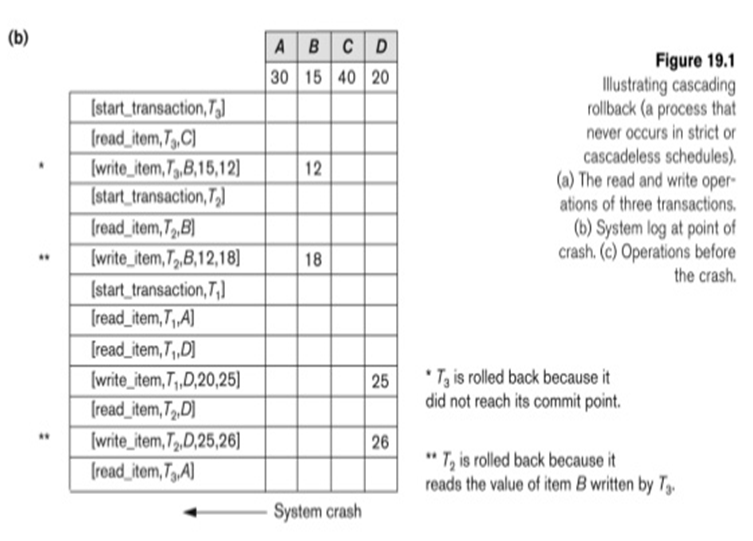 (b)
A B C D
30 15 40 20
[start_transaction,T3]
[read_item,T3,C]
* [write_item,T3,B,15,12] 12
[start_transaction,T2]
[read_item,T2,B]
** [write_item,T2,B,12,18] 18
[start_transaction,T1]
[read_item,T1,A]
[read_item,T1,D]
[write_item,T1,D,20,25] 25
[read_item,T2,D]
** [write_item,T2,D,25,26] 26
[read_item,T3,A]
System crash
Figure 19.1
Illustrating cascading
rollback (a process that
never occurs in strict or
cascadeless schedules).
(a) The read and write oper-
ations of three transactions.
(b) System log at point of
crash. (c) Operations before
the crash.
* T3 is rolled back because it
did not reach its commit point.
** T2 is rolled back because it
reads the value of item B written by T3.